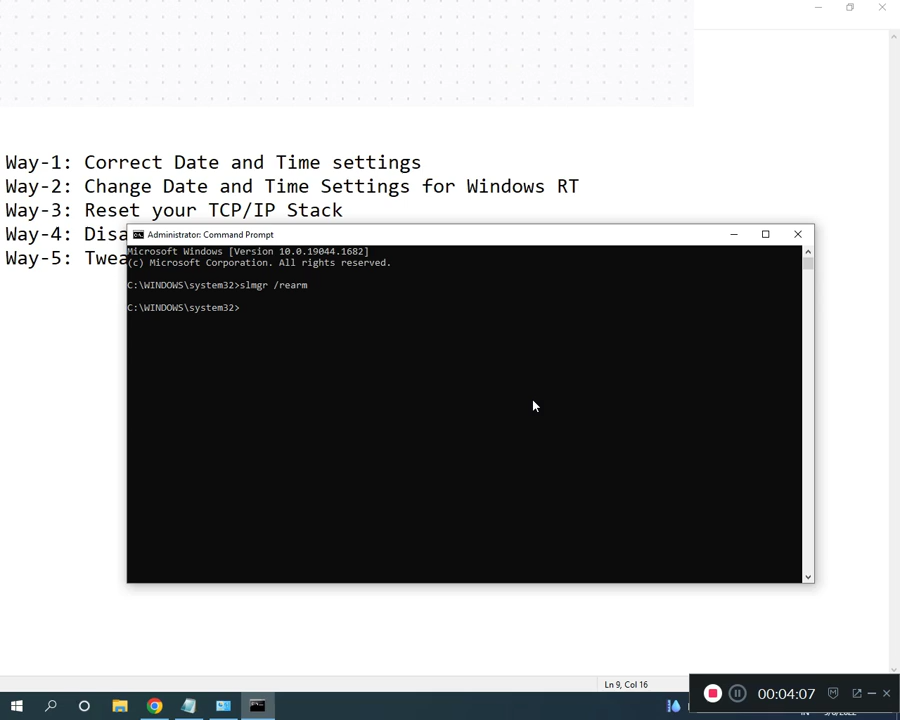 Way-1: Correct Date and Time settings
Way-2: Change Date and Time Settings for Windows RT
Way-3: Reset your TCP/IP Stack
Way-4: Disa
Way-5: Twea
Administrator: Command Prompt
Microsoft Windows [Version 10.0.19044.1682]
(c) Microsoft Corporation. All rights reserved.
C:\WINDOWS\system32>slmgr /rearm
C:\WINDOWS\system32>
Ln 9, Col 16
00:04:07